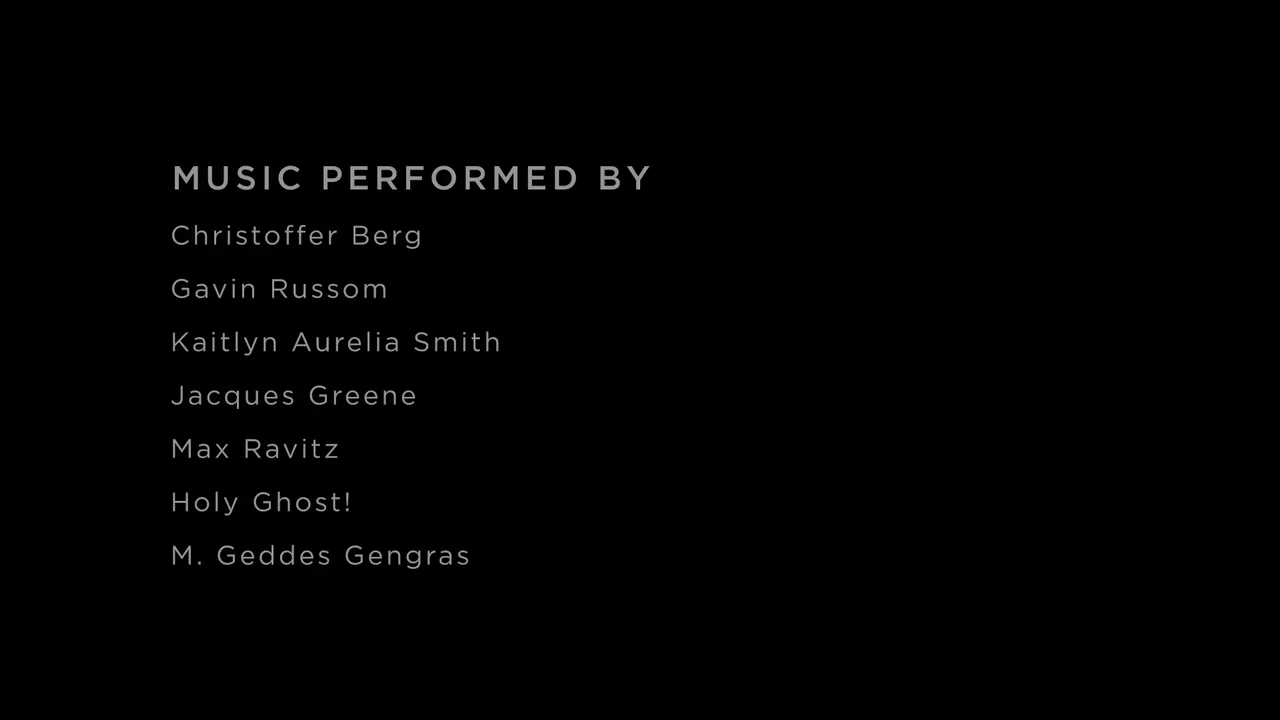 MUSIC PERFORMED BY
Christoffer Berg
Gavin Russom
Kaitlyn Aurelia Smith
Jacques Greene
Max Ravitz
Holy Ghost!
M. Geddes Gengras